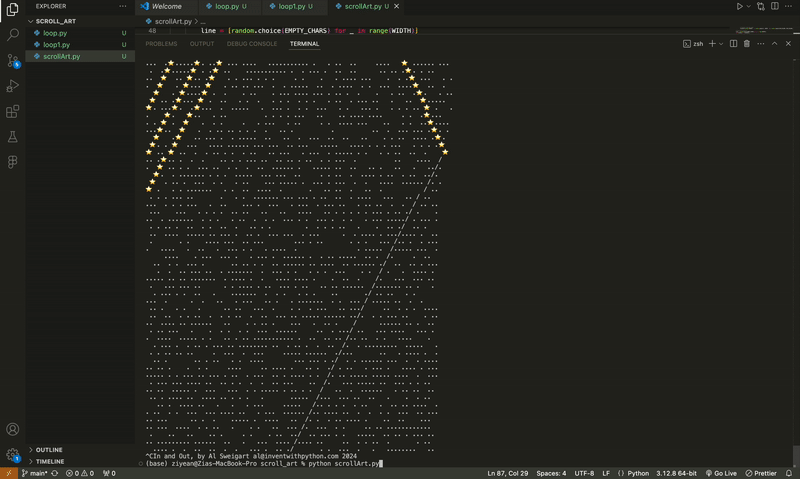 EXPLORER
Welcome
loop.py U
loop1.py U
scrollArt.py U
SCROLL_ART
loop.py U
loop1.py U
scrollArt.py U
scrollArt.py > ...
48 line = [random.choice(EMPTY_CHARS) for _ in range(WIDTH)]
PROBLEMS OUTPUT DEBUG CONSOLE TERMINAL
zsh
^CIn and Out, by Al Sweigart al@inventwithpython.com 2024
(base) ziyean@Zias-MacBook-Pro scroll_art % python scrollArt.py
OUTLINE
TIMELINE
main* 0 0 0 Ln 87, Col 29 Spaces: 4 UTF-8 LF Python 3.12.8 64-bit Go Live Prettier